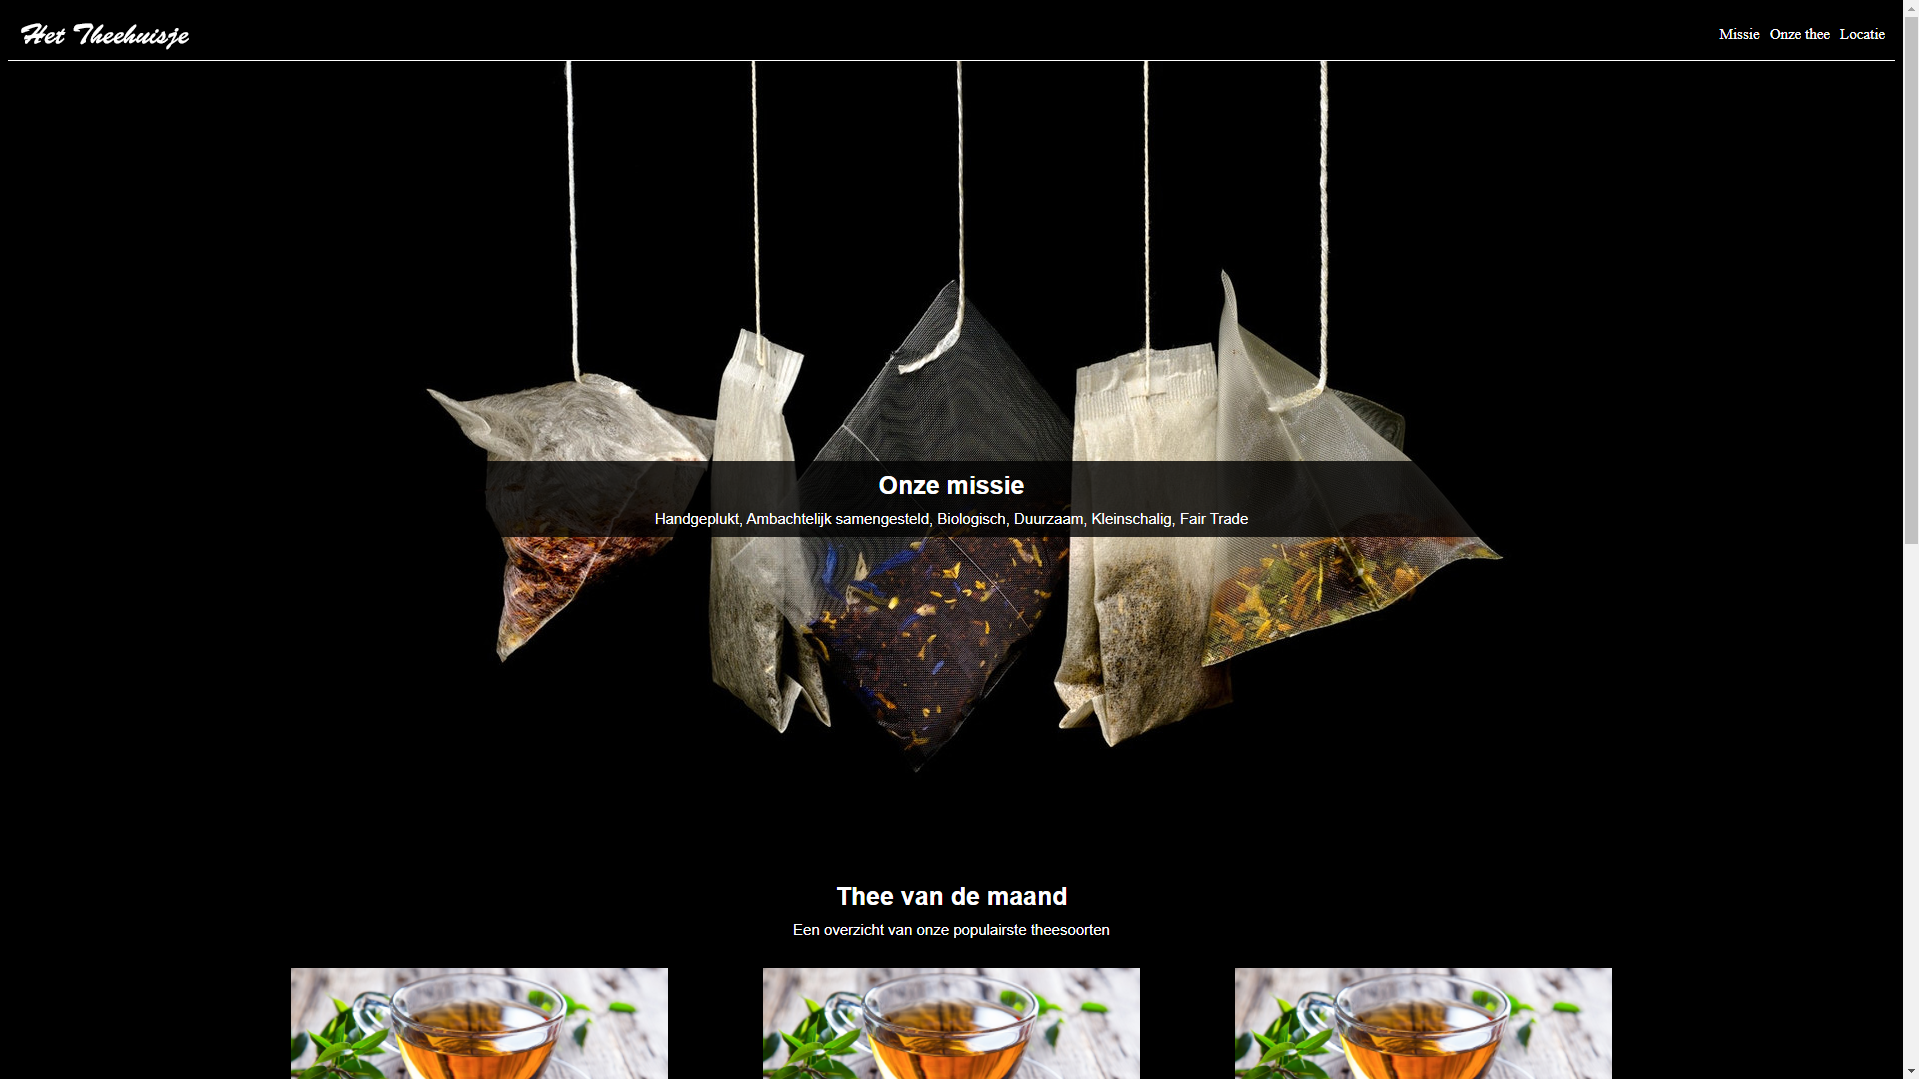 Het Theehuisje
Missie Onze thee Locatie
Onze missie
Handgeplukt, Ambachtelijk samengesteld, Biologisch, Duurzaam, Kleinschalig, Fair Trade
Thee van de maand
Een overzicht van onze populairste theesoorten